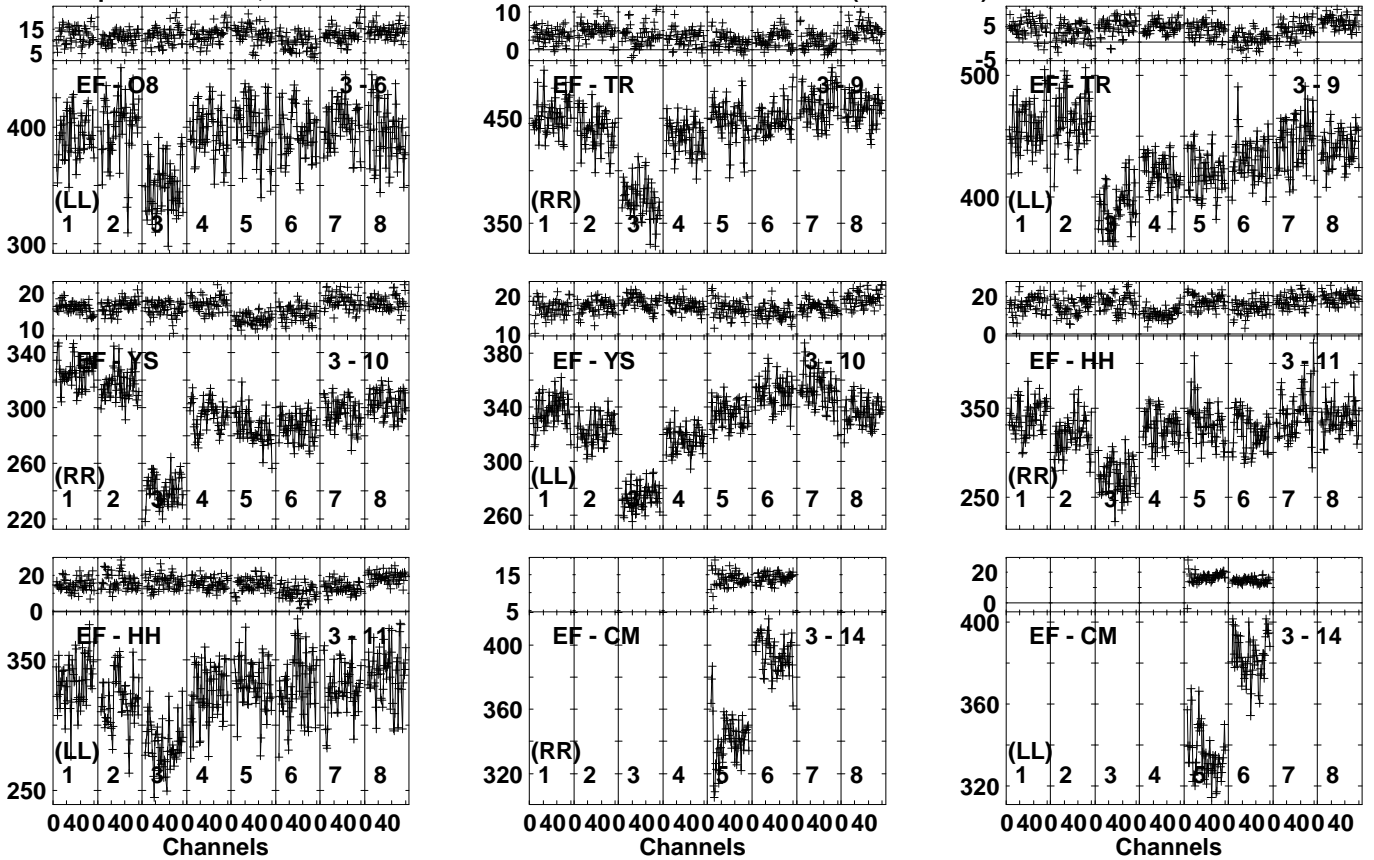 15
5
EF - O8 3 - 6
400
(LL)
1 2 3 4 5 6 7 8
300
10
0
EF - TR 3 - 9
450
(RR)
350
1 2 3 4 5 6 7 8
5
-5
500
EF - TR 3 - 9
400
(LL)
1 2 3 4 5 6 7 8
20
10
340
EF - YS 3 - 10
300
260
(RR)
1 2 3 4 5 6 7 8
220
20
10
380
EF - YS 3 - 10
340
300
(LL)
1 2 3 4 5 6 7 8
260
20
0
EF - HH 3 - 11
350
(RR)
250
1 2 3 4 5 6 7 8
20
0
EF - HH 3 - 11
350
(LL)
1 2 3 4 5 6 7 8
250
0 40 0 40 0 40 0 40 0 40 0 40 0 40 0 40
Channels
15
5
EF - CM 3 - 14
400
360
(RR)
320
1 2 3 4 5 6 7 8
0 40 0 40 0 40 0 40 0 40 0 40 0 40 0 40
Channels
20
0
400
EF - CM 3 - 14
360
(LL)
1 2 3 4 5 6 7 8
320
0 40 0 40 0 40 0 40 0 40 0 40 0 40 0 40
Channels